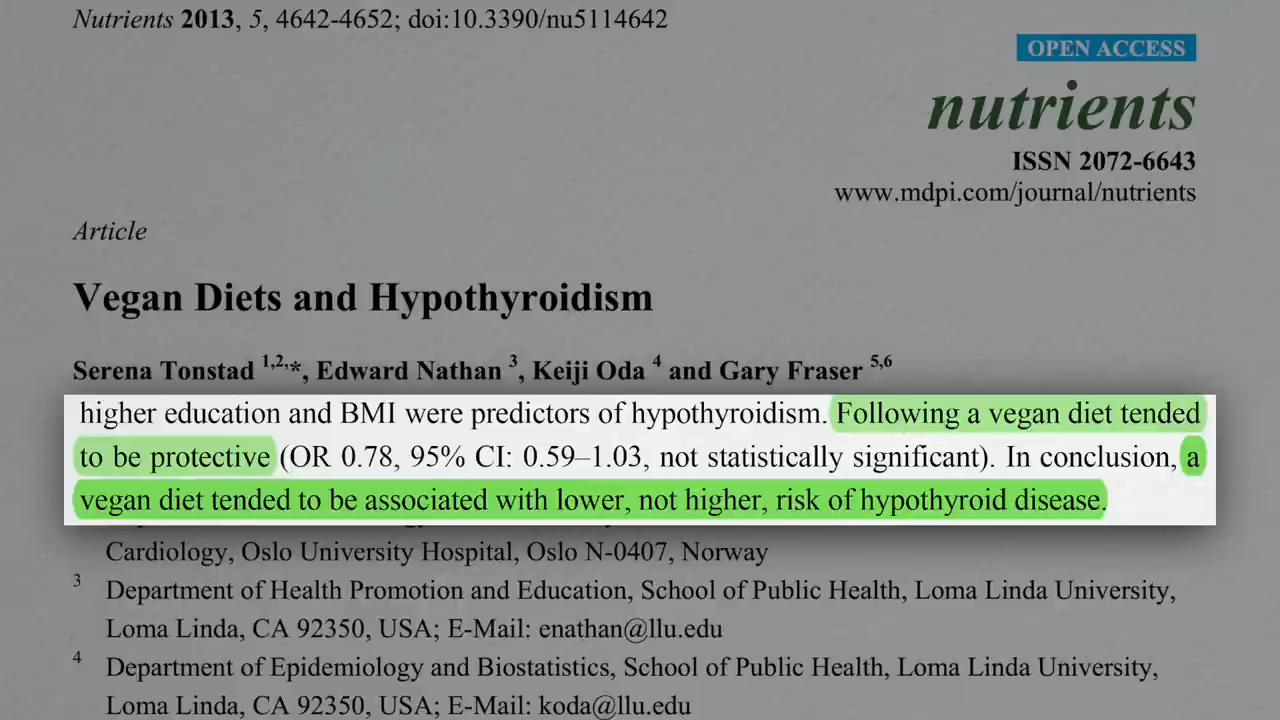 Nutrients 2013, 5, 4642-4652; doi:10.3390/nu5114642
OPEN ACCESS
nutrients
ISSN 2072-6643
www.mdpi.com/journal/nutrients
Article
Vegan Diets and Hypothyroidism
Serena Tonstad 1,2,*, Edward Nathan 3, Keiji Oda 4 and Gary Fraser 5,6
higher education and BMI were predictors of hypothyroidism. Following a vegan diet tended
to be protective (OR 0.78, 95% CI: 0.59–1.03, not statistically significant). In conclusion, a
vegan diet tended to be associated with lower, not higher, risk of hypothyroid disease.
Cardiology, Oslo University Hospital, Oslo N-0407, Norway
3 Department of Health Promotion and Education, School of Public Health, Loma Linda University,
Loma Linda, CA 92350, USA; E-Mail: enathan@llu.edu
4 Department of Epidemiology and Biostatistics, School of Public Health, Loma Linda University,
Loma Linda, CA 92350, USA; E-Mail: koda@llu.edu